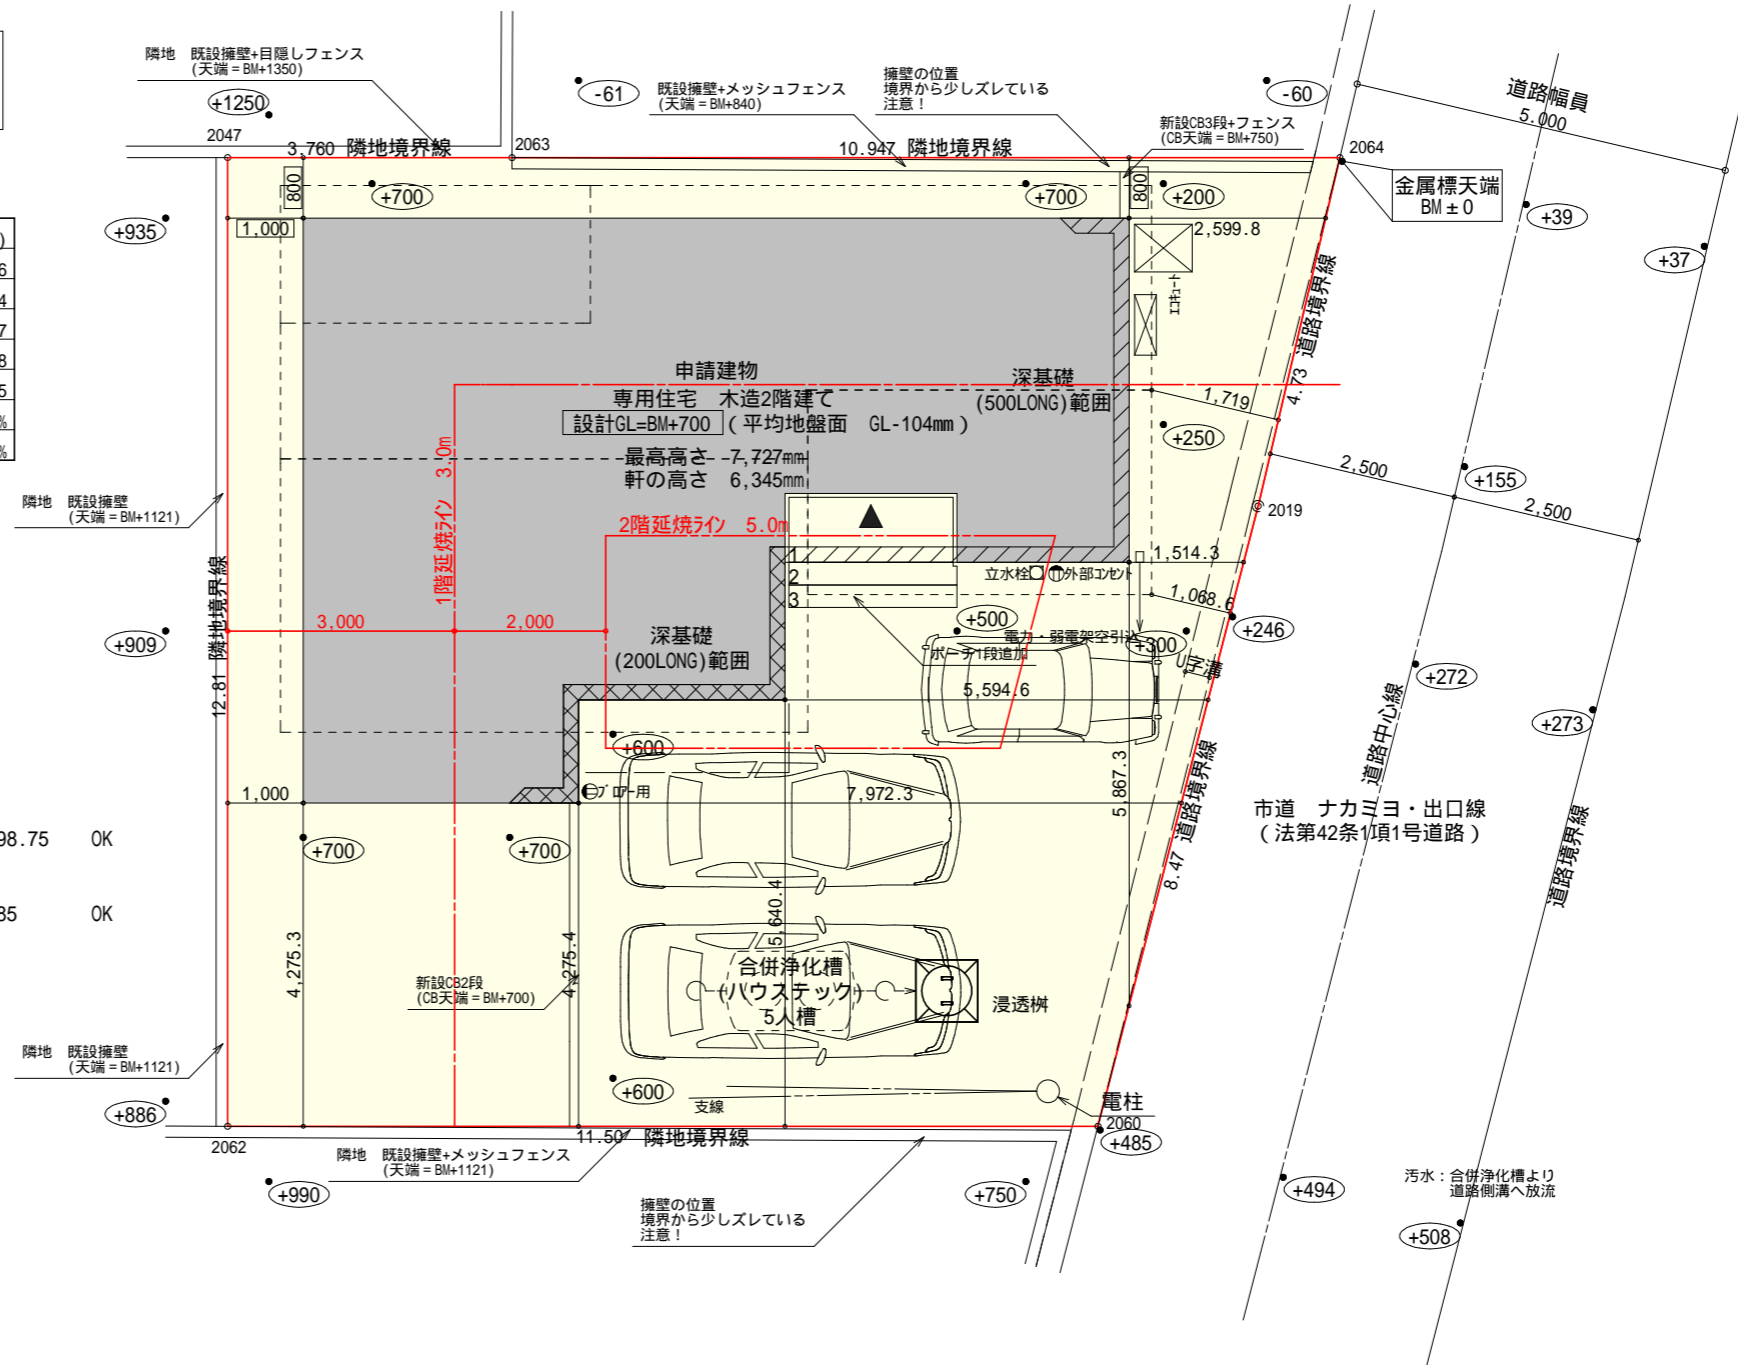 隣地　既設擁壁+目隠しフェンス
(天端＝BM+1350)
+1250
2047
3,760 隣地境界線
2063
-61
既設擁壁+メッシュフェンス
(天端＝BM+840)
擁壁の位置
境界から少しズレている
注意！
10.947 隣地境界線
新設CB3段+フェンス
(CB天端＝BM+750)
-60
2064
道路幅員
5.000
金属標天端
BM±0
+39
+37
800
+700
+700
800
+200
+935
1,000
2,599.8
エコキュート
)
6
4
7
8
5
%
%
道路境界線
4.73
申請建物
専用住宅　木造2階建て
設計GL=BM+700 (平均地盤面　GL-104mm)
最高高さ　7,727mm
軒の高さ　6,345mm
深基礎
(500LONG)範囲
1,719
+250
2,500
+155
2,500
2019
隣地　既設擁壁
(天端＝BM+1121)
1階延焼ライン　3.0m
2階延焼ライン　5.0m
1
2
3
立水栓
外部コンセント
1,514.3
1,068.6
+246
12.81 隣地境界線
+909
3,000
2,000
深基礎
(200LONG)範囲
+500
電力・弱電架空引込
+300
ポーチ1段追加
U字溝
5,594.6
+272
+273
道路中心線
+600
ブロアー用
1,000
7,972.3
5,867.3
8.47 道路境界線
市道　ナカミヨ・出口線
(法第42条1項1号道路)
道路境界線
98.75　OK
35　OK
+700
+700
4,275.3
4,275.4
5,640.4
新設CB2段
(CB天端＝BM+700)
合併浄化槽
(ハウステック)
5人槽
浸透桝
隣地　既設擁壁
(天端＝BM+1121)
+886
+600
支線
電柱
2060
+485
2062
11.50 隣地境界線
隣地　既設擁壁+メッシュフェンス
(天端＝BM+1121)
+990
擁壁の位置
境界から少しズレている
注意！
+750
+494
汚水：合併浄化槽より
道路側溝へ放流
+508